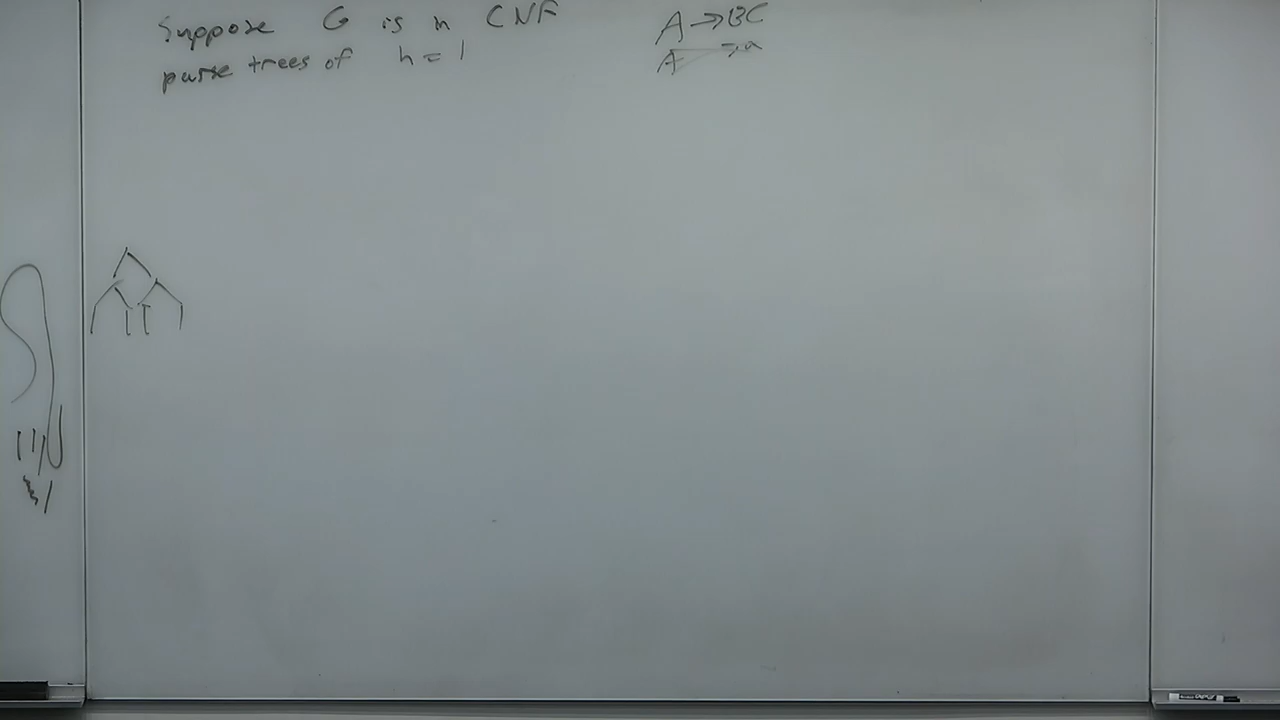 Suppose G is in CNF
parse trees of h = 1
A → BC
A → a